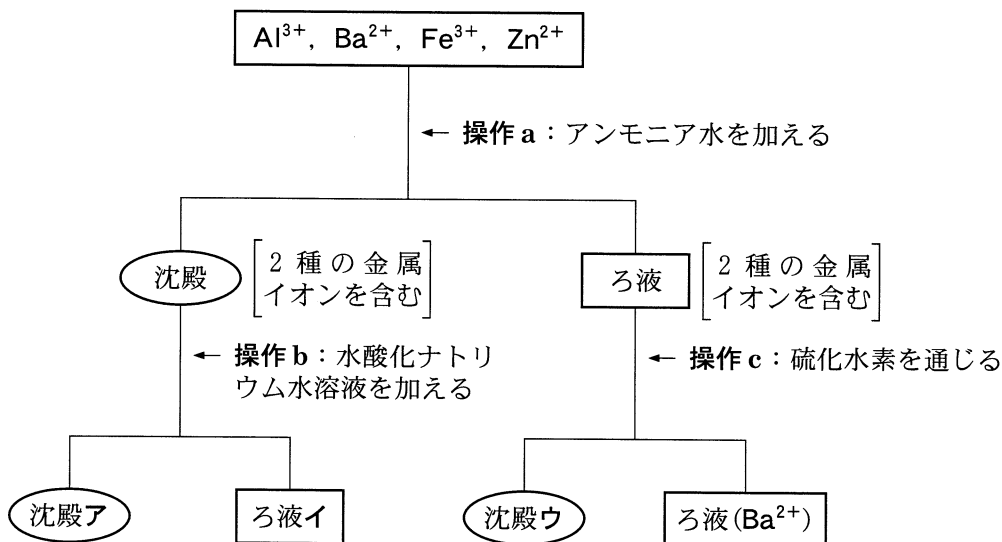 Al³⁺, Ba²⁺, Fe³⁺, Zn²⁺
操作a：アンモニア水を加える
沈殿
2種の金属
イオンを含む
ろ液
2種の金属
イオンを含む
操作b：水酸化ナトリ
ウム水溶液を加える
操作c：硫化水素を通じる
沈殿ア
ろ液イ
沈殿ウ
ろ液(Ba²⁺)